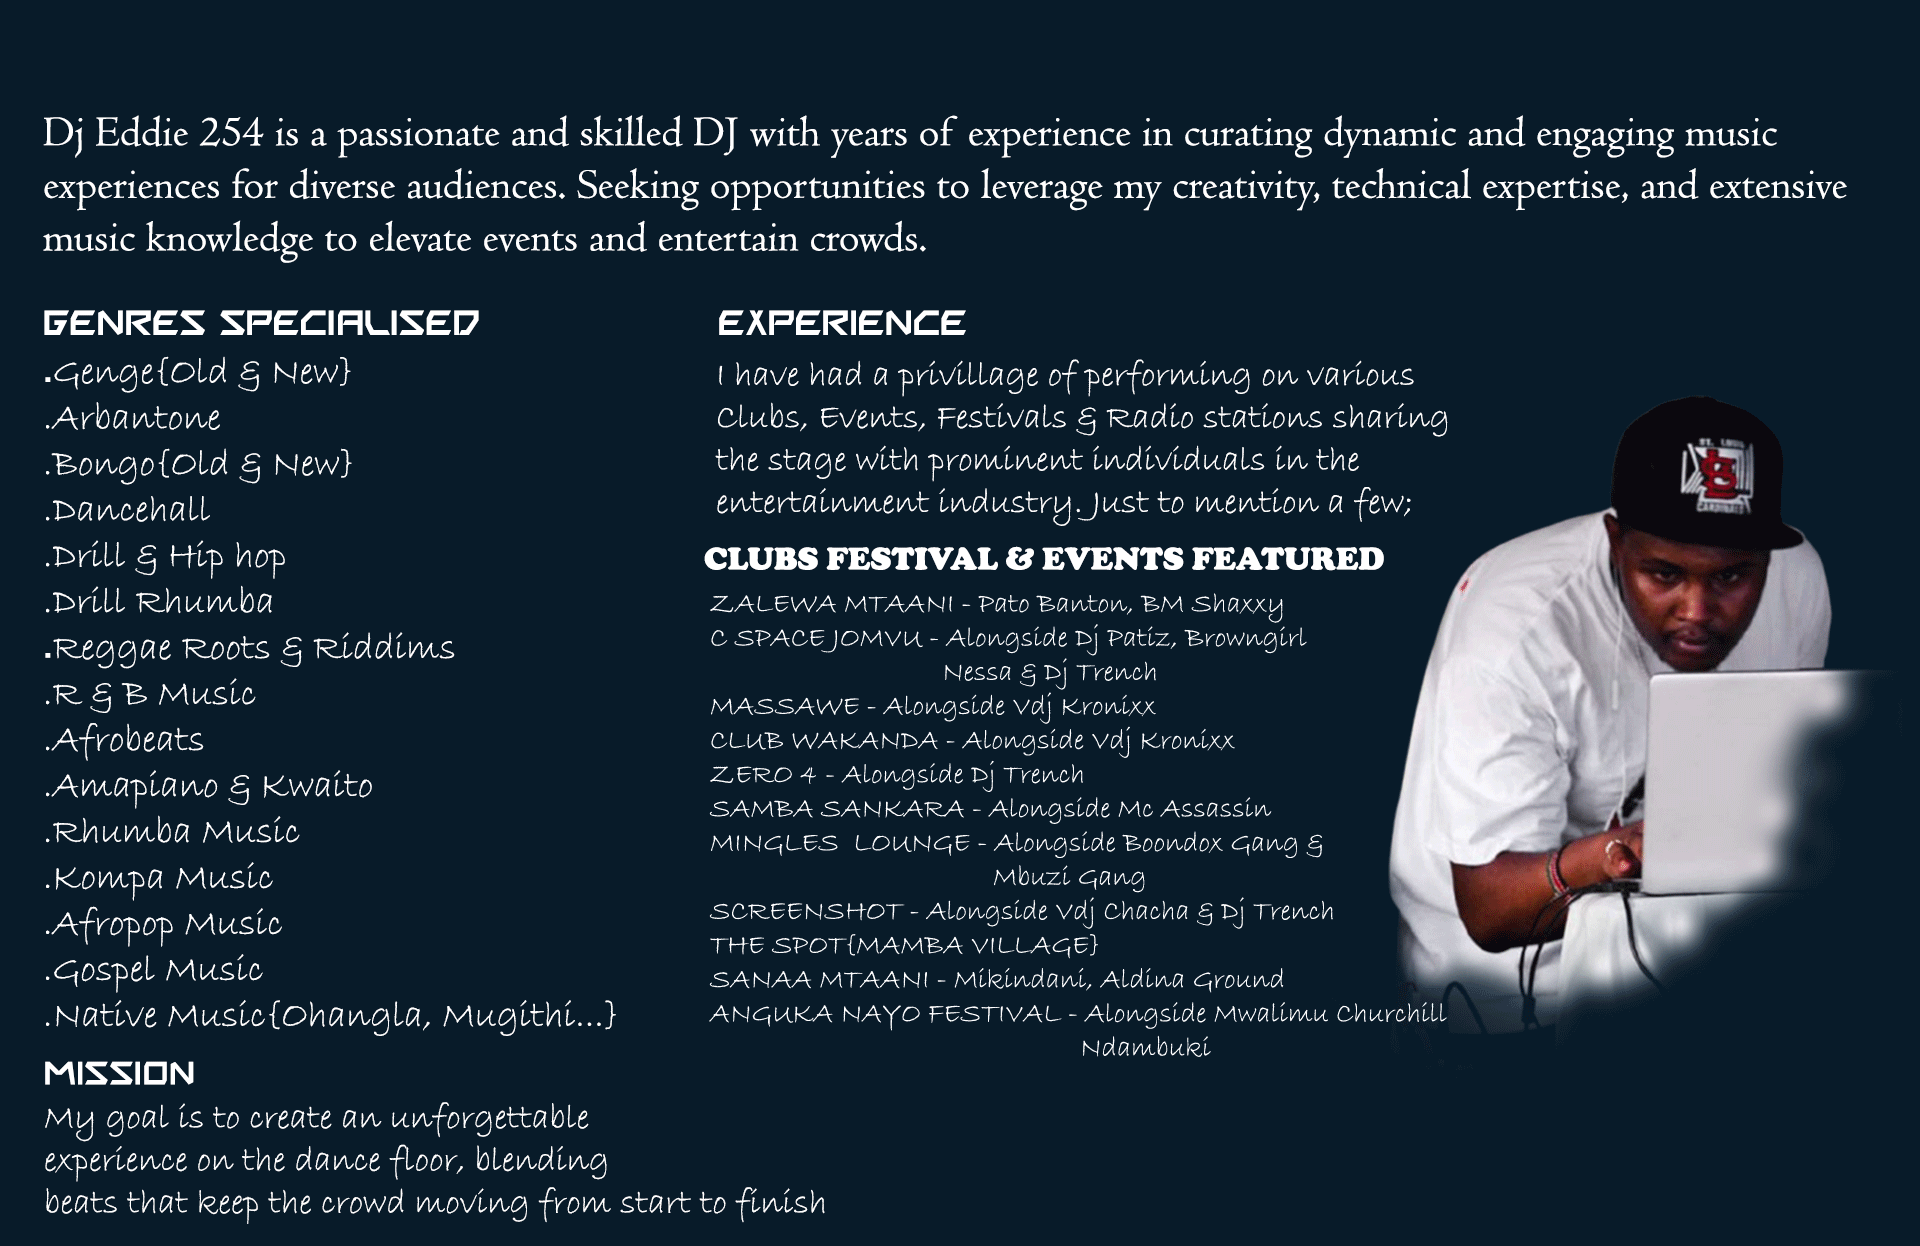 Dj Eddie 254 is a passionate and skilled DJ with years of experience in curating dynamic and engaging music
experiences for diverse audiences. Seeking opportunities to leverage my creativity, technical expertise, and extensive
music knowledge to elevate events and entertain crowds.
GENRES SPECIALISED
.Genge{Old & New}
.Arbantone
.Bongo{Old & New}
.Dancehall
.Drill & Hip hop
.Drill Rhumba
.Reggae Roots & Riddims
.R & B Music
.Afrobeats
.Amapiano & Kwaito
.Rhumba Music
.Kompa Music
.Afropop Music
.Gospel Music
.Native Music{Ohangla, Mugithi...}
MISSION
My goal is to create an unforgettable
experience on the dance floor, blending
beats that keep the crowd moving from start to finish
EXPERIENCE
I have had a privillage of performing on various
Clubs, Events, Festivals & Radio stations sharing
the stage with prominent individuals in the
entertainment industry. Just to mention a few;
CLUBS FESTIVAL & EVENTS FEATURED
ZALEWA MTAANI - Pato Banton, BM Shaxxy
C SPACE JOMVU - Alongside Dj Patiz, Browngirl
Nessa & Dj Trench
MASSAWE - Alongside Vdj Kronixx
CLUB WAKANDA - Alongside Vdj Kronixx
ZERO 4 - Alongside Dj Trench
SAMBA SANKARA - Alongside Mc Assassin
MINGLES LOUNGE - Alongside Boondox Gang &
Mbuzi Gang
SCREENSHOT - Alongside Vdj Chacha & Dj Trench
THE SPOT{MAMBA VILLAGE}
SANAA MTAANI - Mikindani, Aldina Ground
ANGUKA NAYO FESTIVAL - Alongside Mwalimu Churchill
Ndambuki
ST. LOUIS
STL
CARDINALS